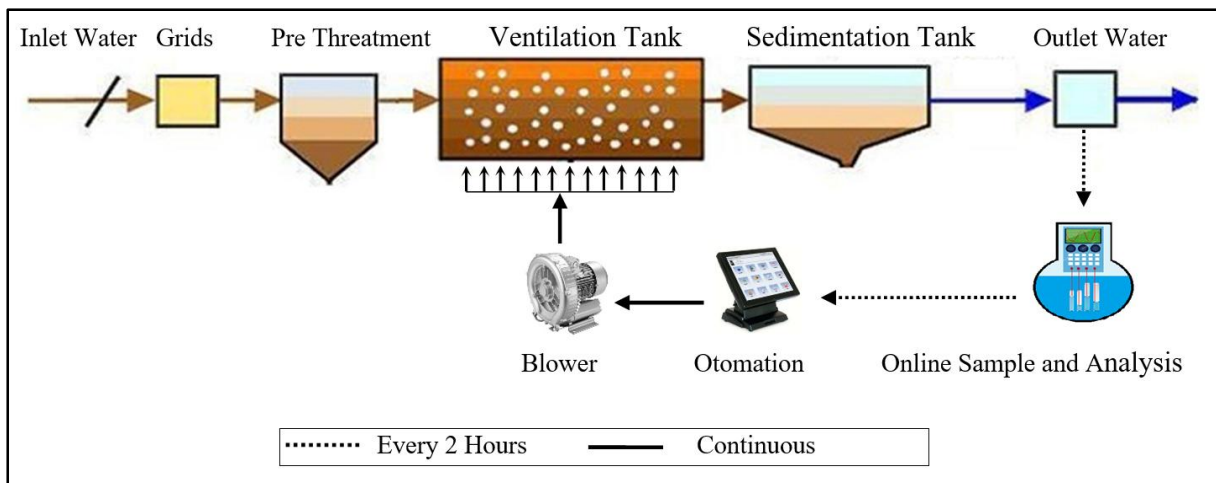 Inlet Water
Grids
Pre Threatment
Ventilation Tank
Sedimentation Tank
Outlet Water
Blower
Otomation
Online Sample and Analysis
Every 2 Hours
Continuous